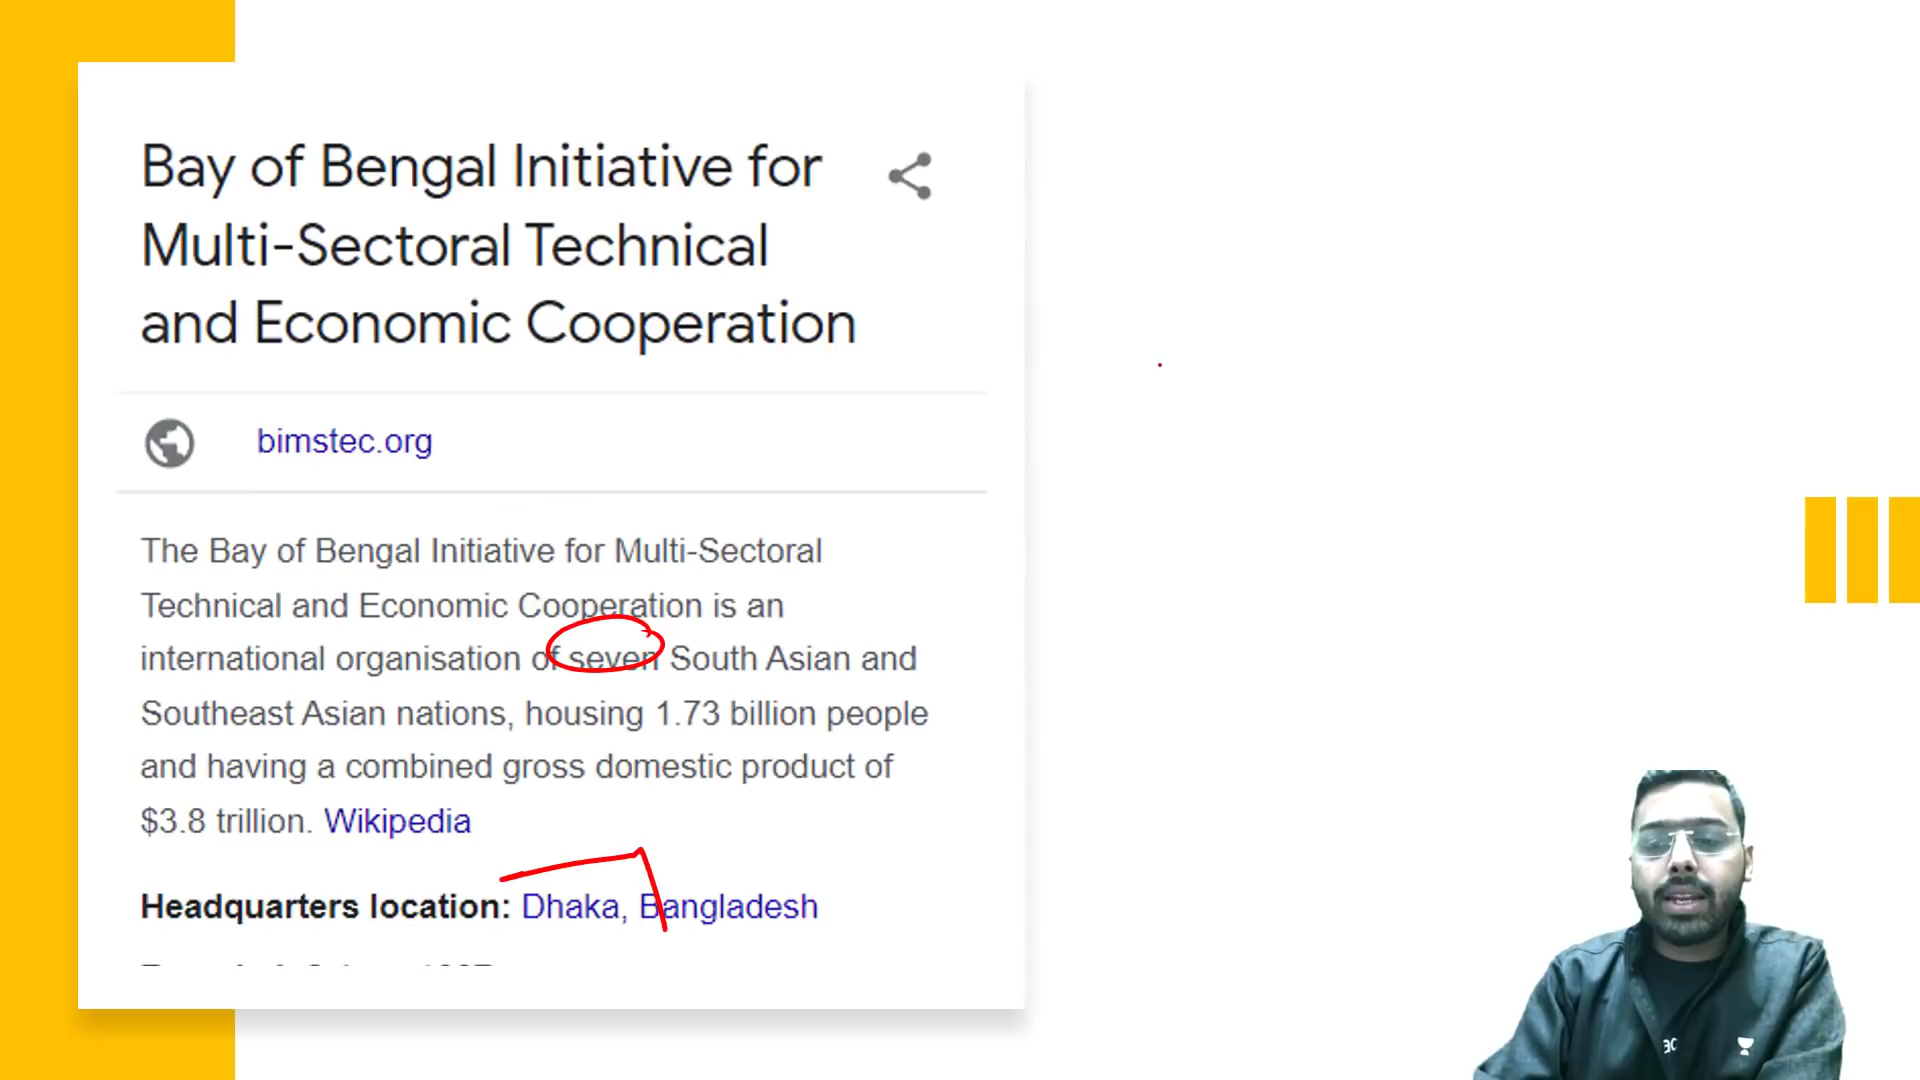 Bay of Bengal Initiative for
Multi-Sectoral Technical
and Economic Cooperation
bimstec.org
The Bay of Bengal Initiative for Multi-Sectoral
Technical and Economic Cooperation is an
international organisation of seven South Asian and
Southeast Asian nations, housing 1.73 billion people
and having a combined gross domestic product of
$3.8 trillion. Wikipedia
Headquarters location: Dhaka, Bangladesh